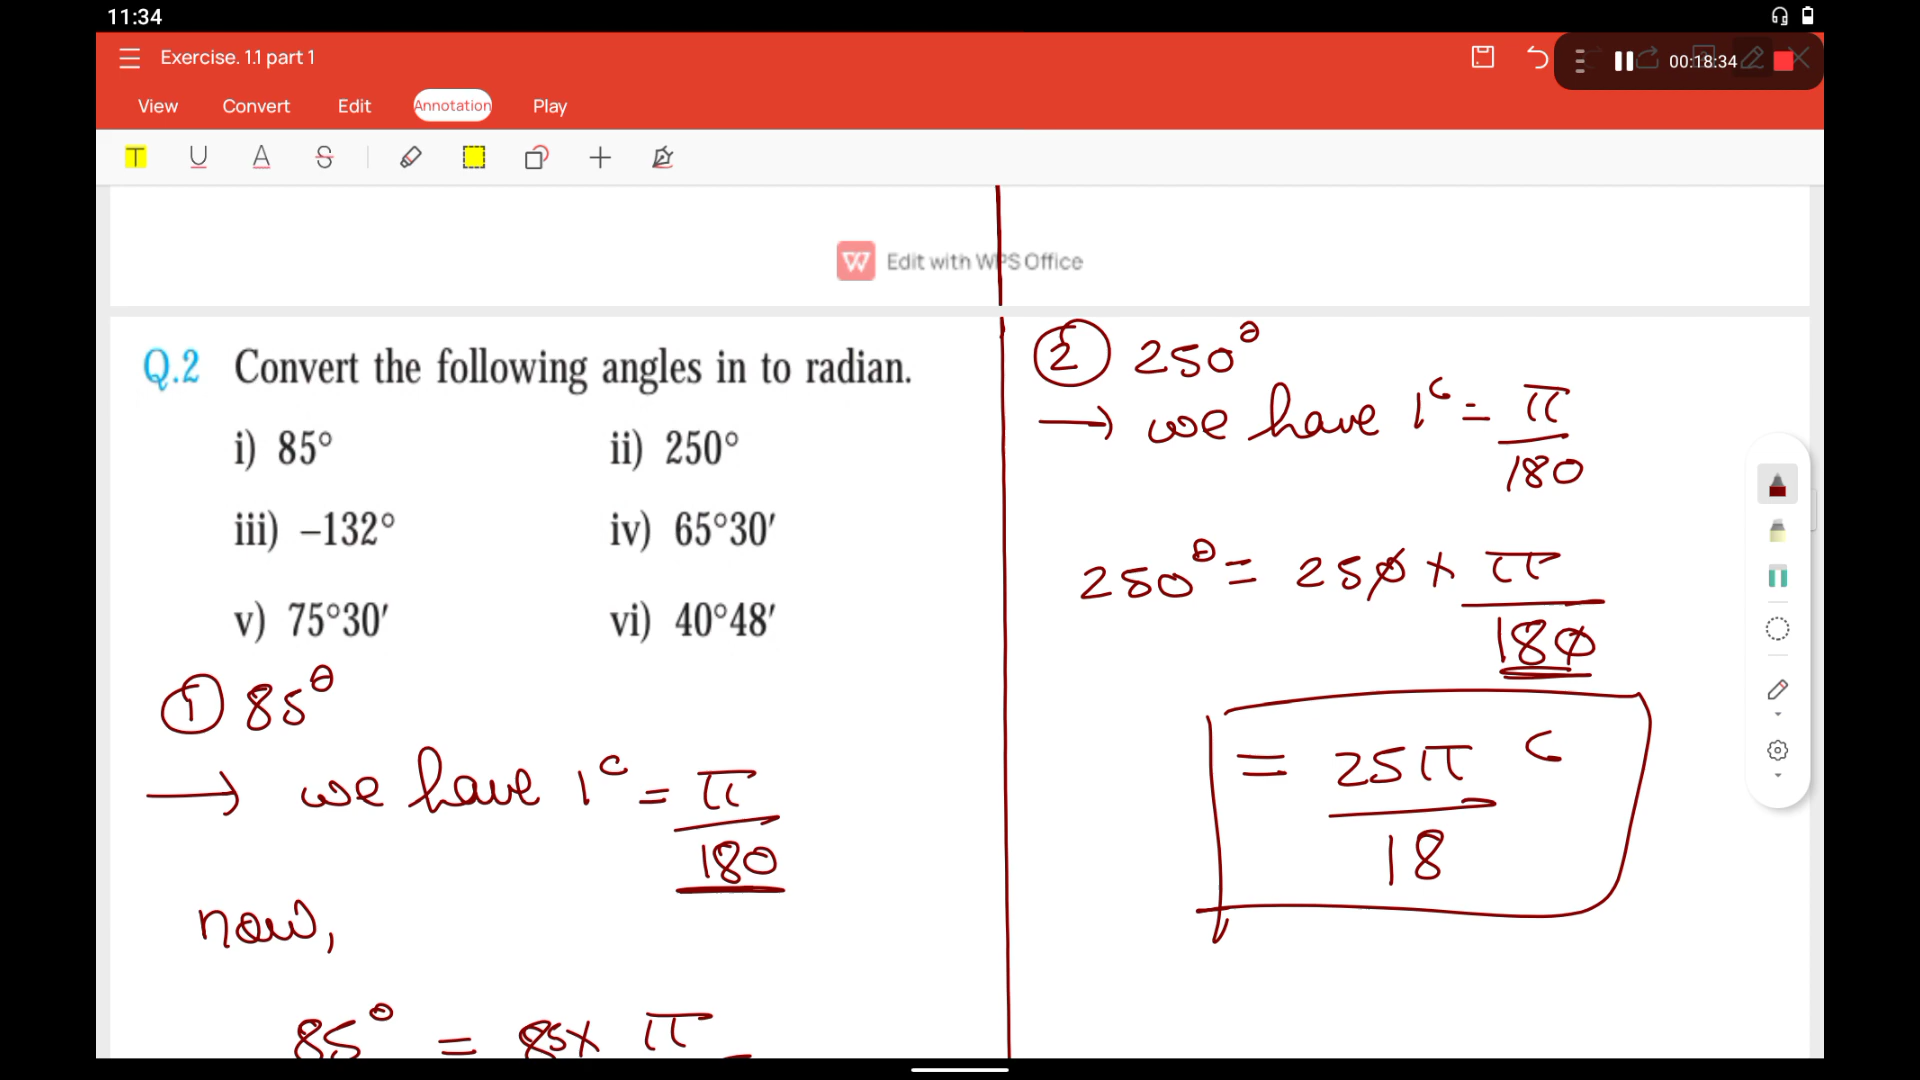 11:34
Exercise. 1.1 part 1
00:18:34
View Convert Edit Annotation Play
Edit with WPS Office
Q.2 Convert the following angles in to radian.
i) 85° ii) 250°
iii) –132° iv) 65°30′
v) 75°30′ vi) 40°48′
① 85°
→ we have 1ᶜ = π
180
now,
85° = 85 × π
② 250°
→ we have 1ᶜ = π
180
250° = 250 × π
180
= 25π ᶜ
18